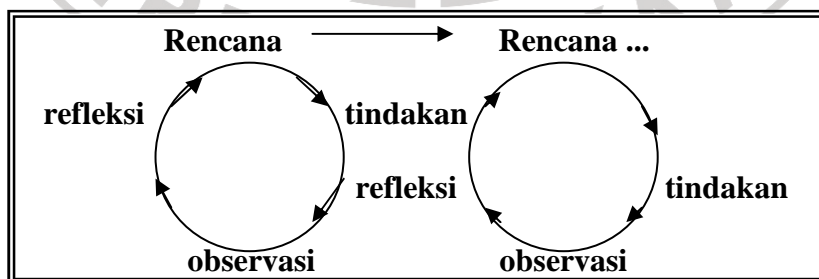 Rencana Rencana ...
refleksi tindakan
refleksi tindakan
observasi observasi